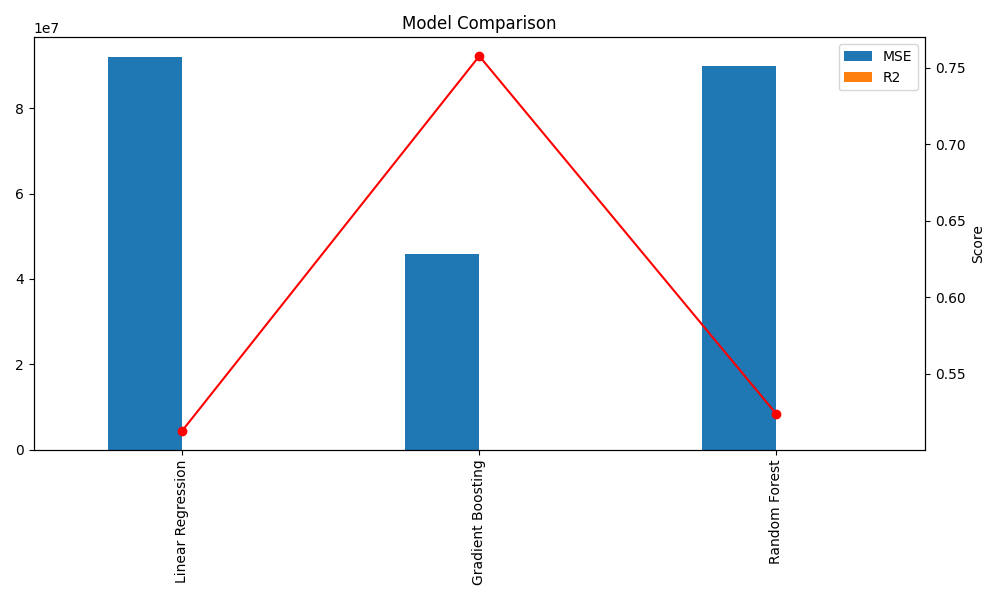 Model Comparison
1e7
MSE
R2
8
6
4
2
0
0.75
0.70
0.65
0.60
0.55
Score
Linear Regression
Gradient Boosting
Random Forest